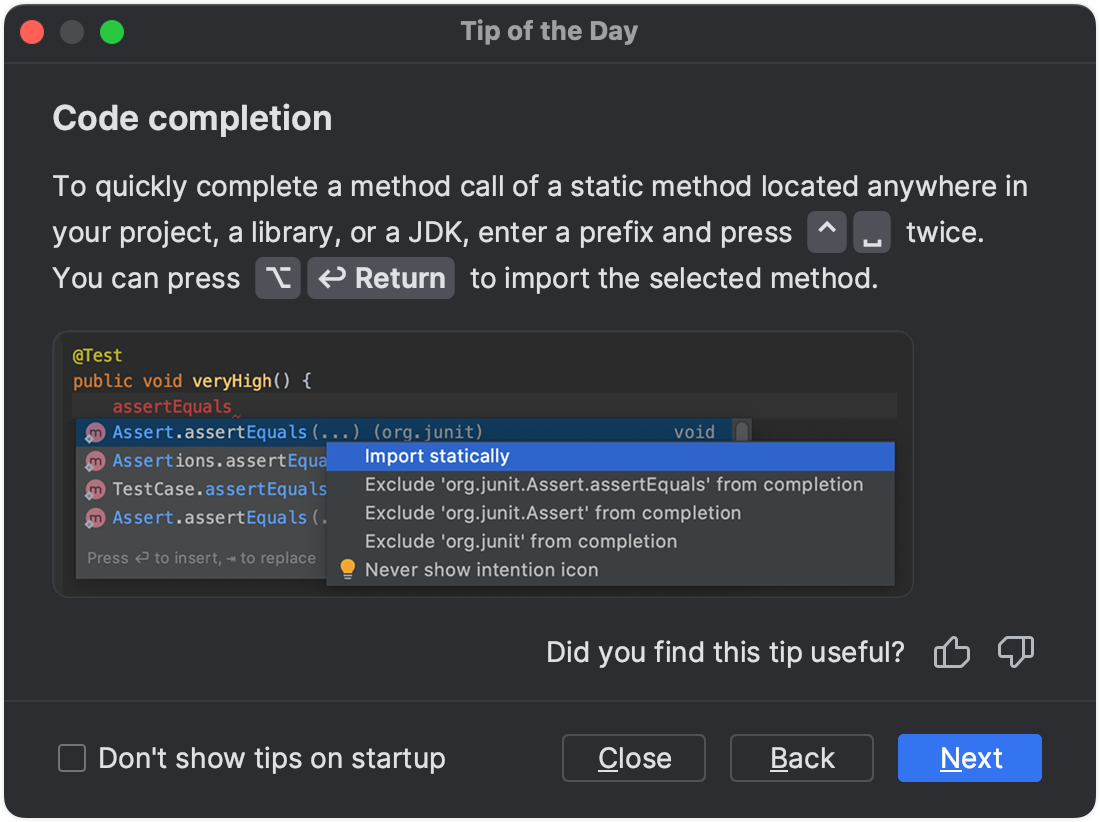 Tip of the Day
Code completion
To quickly complete a method call of a static method located anywhere in
your project, a library, or a JDK, enter a prefix and press ^ ␣ twice.
You can press ⌥ ↩ Return to import the selected method.
@Test
public void veryHigh() {
assertEquals
Assert.assertEquals(...) (org.junit) void
Assertions.assertEqua
TestCase.assertEquals
Assert.assertEquals(.
Press ↩ to insert, ⇥ to replace
Import statically
Exclude 'org.junit.Assert.assertEquals' from completion
Exclude 'org.junit.Assert' from completion
Exclude 'org.junit' from completion
Never show intention icon
Did you find this tip useful?
Don't show tips on startup
Close Back Next